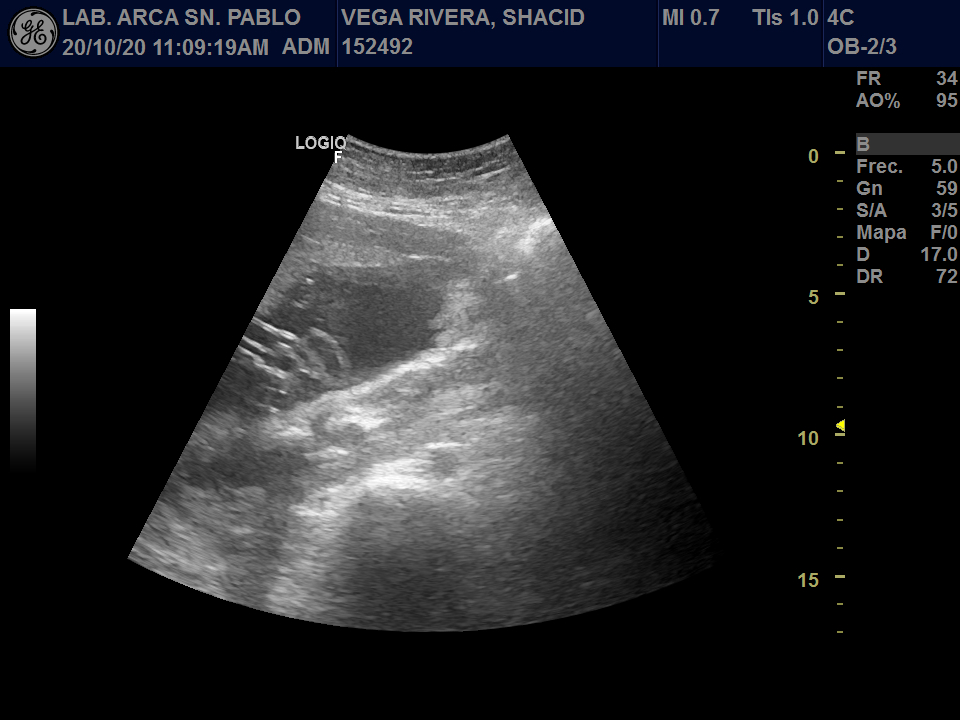 LAB. ARCA SN. PABLO
20/10/20 11:09:19AM ADM
VEGA RIVERA, SHACID
152492
MI 0.7 TIs 1.0
4C
OB-2/3
FR 34
AO% 95
B
Frec. 5.0
Gn 59
S/A 3/5
Mapa F/0
D 17.0
DR 72
LOGIQ
F
0
5
10
15